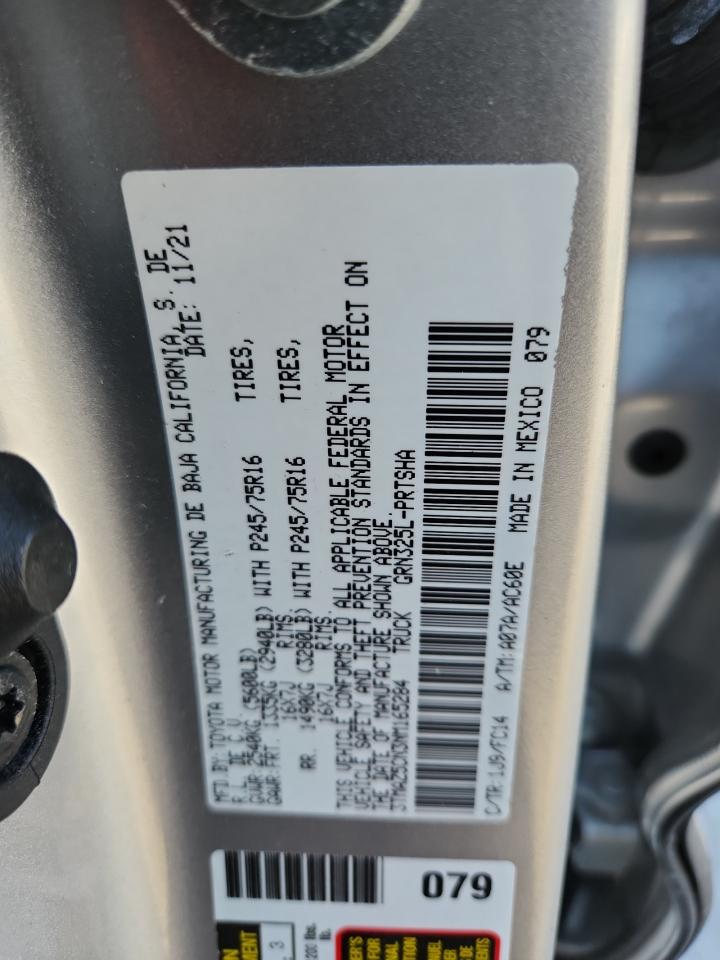 MFD BY: TOYOTA MOTOR MANUFACTURING DE BAJA CALIFORNIA, S. DE
R.L. DE C.V. DATE: 11/21
GVWR: 2540KG (5600LB)
GAWR: FRT. 1335KG (2940LB) WITH P245/75R16 TIRES,
16X7J RIMS,
RR. 1490KG (3280LB) WITH P245/75R16 TIRES,
16X7J RIMS.
THIS VEHICLE CONFORMS TO ALL APPLICABLE FEDERAL MOTOR
VEHICLE SAFETY AND THEFT PREVENTION STANDARDS IN EFFECT ON
THE DATE OF MANUFACTURE SHOWN ABOVE.
TRUCK GRN325L-PRTSHA
C/TR: 1J9/FC14 A/TM: A07A/AC60E MADE IN MEXICO 079
079
3
lbs.
lb.